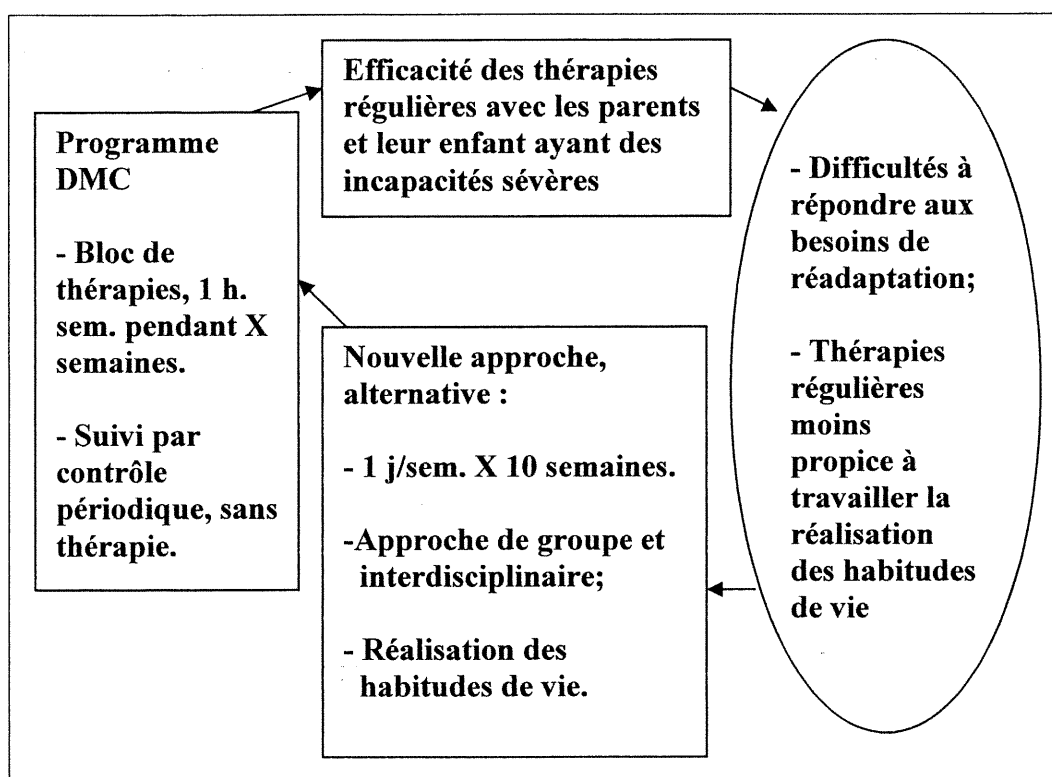 Programme
DMC
- Bloc de
thérapies, 1 h.
sem. pendant X
semaines.
- Suivi par
contrôle
périodique, sans
thérapie.
Efficacité des thérapies
régulières avec les parents
et leur enfant ayant des
incapacités sévères
- Difficultés à
répondre aux
besoins de
réadaptation;
- Thérapies
régulières
moins
propice à
travailler la
réalisation
des habitudes
de vie
Nouvelle approche,
alternative :
- 1 j/sem. X 10 semaines.
-Approche de groupe et
interdisciplinaire;
- Réalisation des
habitudes de vie.